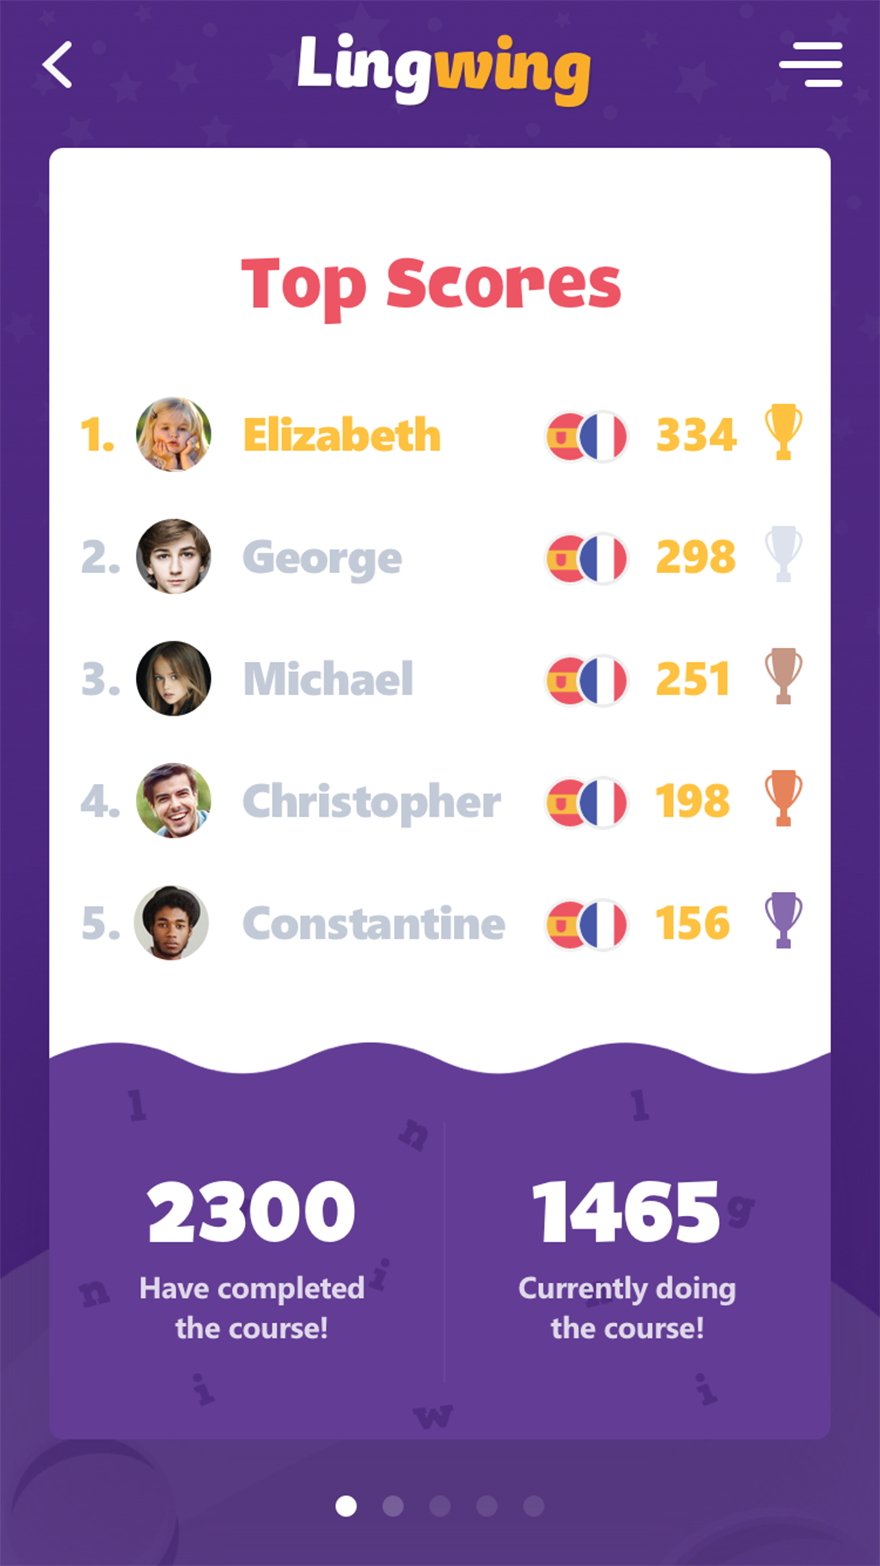 Lingwing
Top Scores
1. Elizabeth 334
2. George 298
3. Michael 251
4. Christopher 198
5. Constantine 156
l
l
n
2300 1465
g
Have completed Currently doing
the course! the course!
n
i
i
i
w